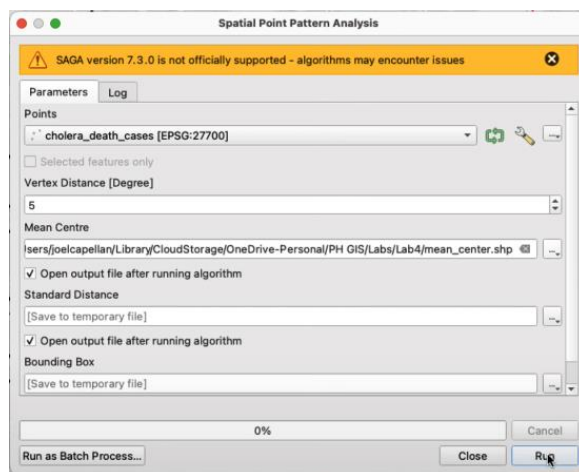 Spatial Point Pattern Analysis
SAGA version 7.3.0 is not officially supported - algorithms may encounter issues
Parameters Log
Points
cholera_death_cases [EPSG:27700]
Selected features only
Vertex Distance [Degree]
5
Mean Centre
sers/joelcapellan/Library/CloudStorage/OneDrive-Personal/PH GIS/Labs/Lab4/mean_center.shp
Open output file after running algorithm
Standard Distance
[Save to temporary file]
Open output file after running algorithm
Bounding Box
[Save to temporary file]
0% Cancel
Run as Batch Process... Close Run